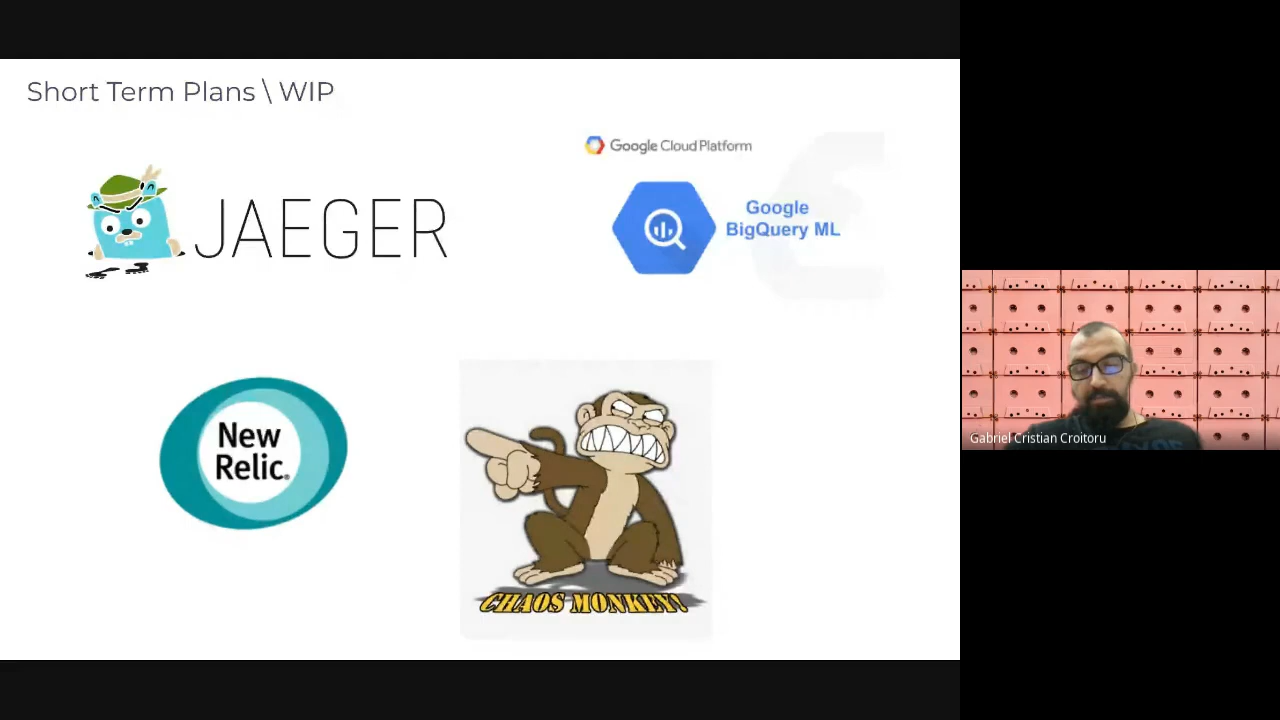 Short Term Plans \ WIP
JAEGER
Google Cloud Platform
Google
BigQuery ML
New
Relic®
CHAOS MONKEY!
Gabriel Cristian Croitoru